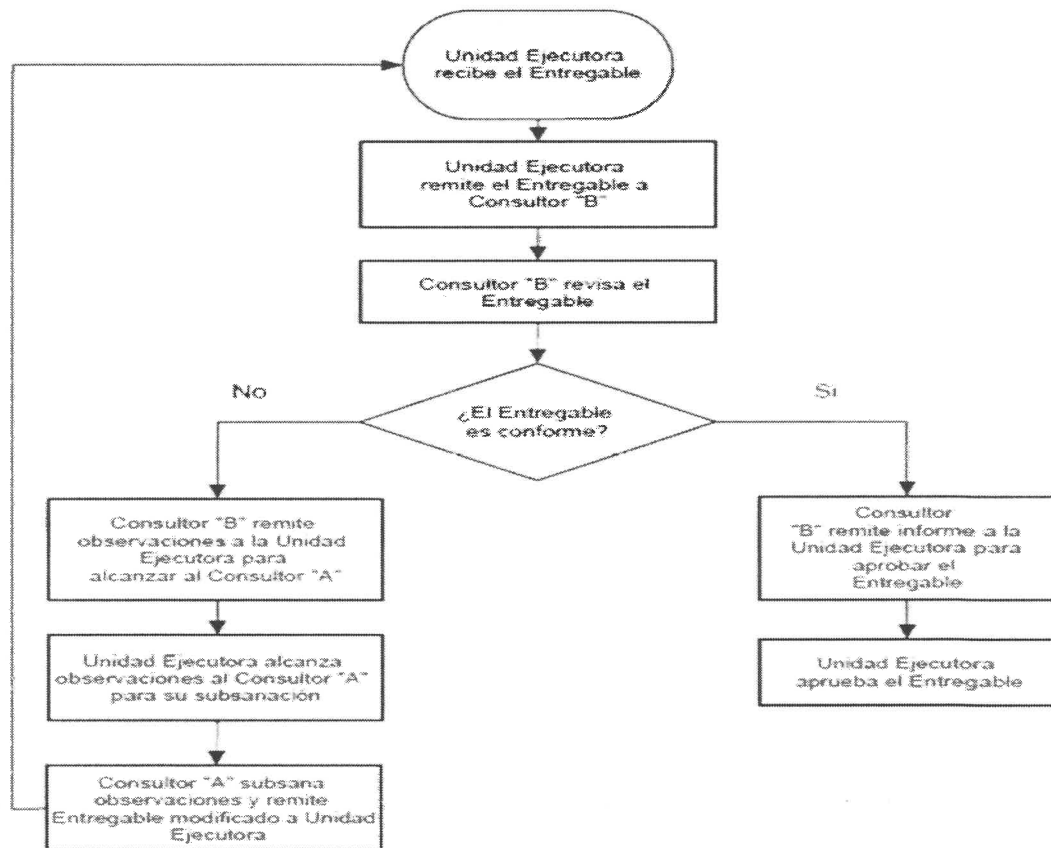 Unidad Ejecutora
recibe el Entregable
Unidad Ejecutora
remite el Entregable a
Consultor "B"
Consultor "B" revisa el
Entregable
¿El Entregable
es conforme?
No
Si
Consultor "B" remite
observaciones a la Unidad
Ejecutora para
alcanzar al Consultor "A"
Unidad Ejecutora alcanza
observaciones al Consultor "A"
para su subsanación
Consultor "A" subsana
observaciones y remite
Entregable modificado a Unidad
Ejecutora
Consultor
"B" remite informe a la
Unidad Ejecutora para
aprobar el
Entregable
Unidad Ejecutora
aprueba el Entregable